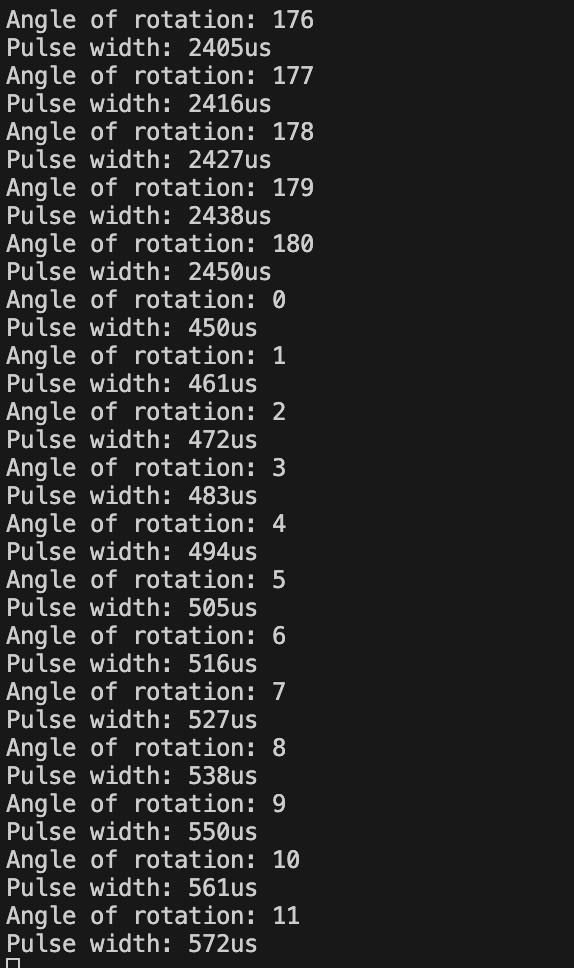 Angle of rotation: 176
Pulse width: 2405us
Angle of rotation: 177
Pulse width: 2416us
Angle of rotation: 178
Pulse width: 2427us
Angle of rotation: 179
Pulse width: 2438us
Angle of rotation: 180
Pulse width: 2450us
Angle of rotation: 0
Pulse width: 450us
Angle of rotation: 1
Pulse width: 461us
Angle of rotation: 2
Pulse width: 472us
Angle of rotation: 3
Pulse width: 483us
Angle of rotation: 4
Pulse width: 494us
Angle of rotation: 5
Pulse width: 505us
Angle of rotation: 6
Pulse width: 516us
Angle of rotation: 7
Pulse width: 527us
Angle of rotation: 8
Pulse width: 538us
Angle of rotation: 9
Pulse width: 550us
Angle of rotation: 10
Pulse width: 561us
Angle of rotation: 11
Pulse width: 572us